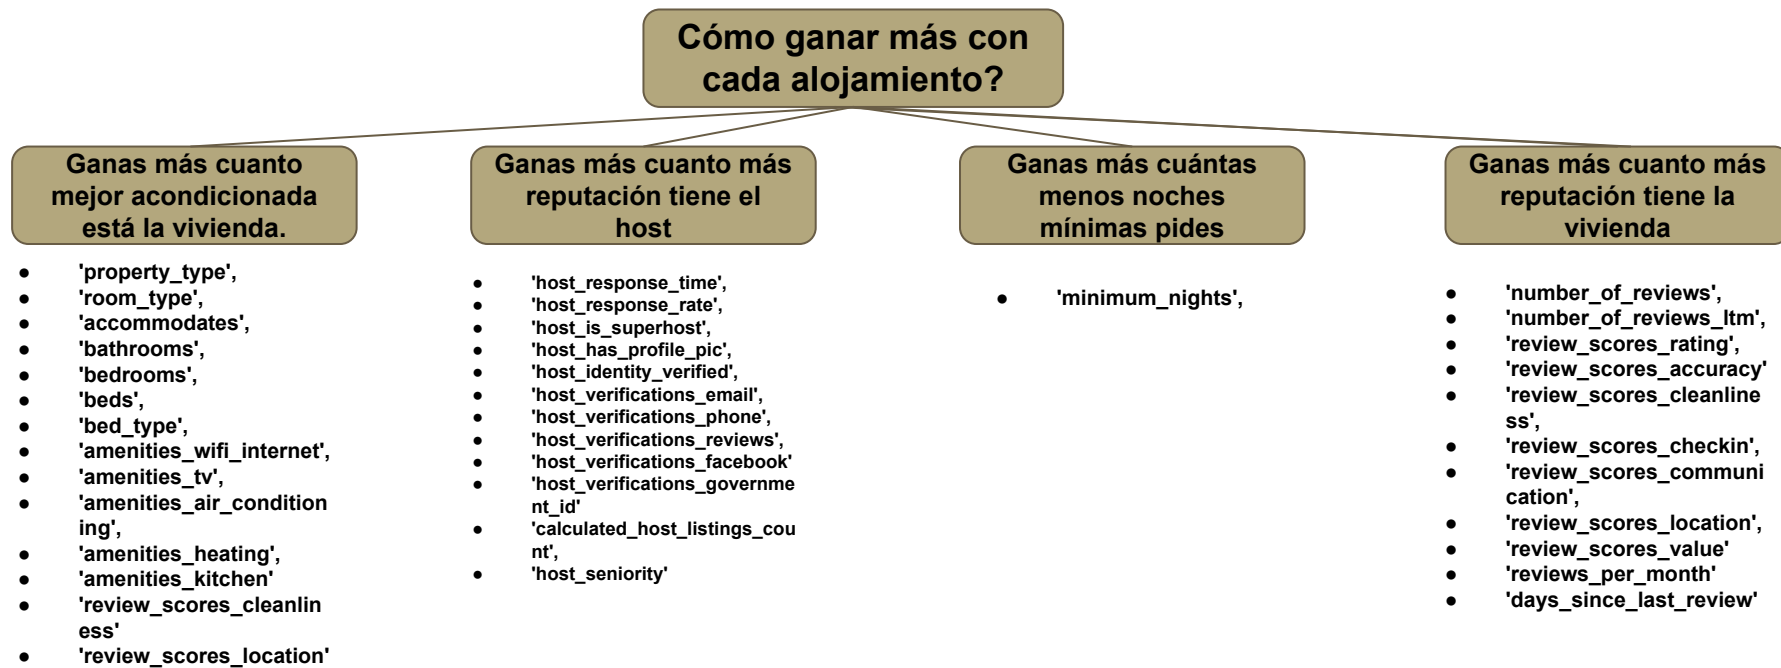 Cómo ganar más con
cada alojamiento?
Ganas más cuanto
mejor acondicionada
está la vivienda.
● 'property_type',
● 'room_type',
● 'accommodates',
● 'bathrooms',
● 'bedrooms',
● 'beds',
● 'bed_type',
● 'amenities_wifi_internet',
● 'amenities_tv',
● 'amenities_air_condition
ing',
● 'amenities_heating',
● 'amenities_kitchen'
● 'review_scores_cleanlin
ess'
● 'review_scores_location'
Ganas más cuanto más
reputación tiene el
host
● 'host_response_time',
● 'host_response_rate',
● 'host_is_superhost',
● 'host_has_profile_pic',
● 'host_identity_verified',
● 'host_verifications_email',
● 'host_verifications_phone',
● 'host_verifications_reviews',
● 'host_verifications_facebook'
● 'host_verifications_governme
nt_id'
● 'calculated_host_listings_cou
nt',
● 'host_seniority'
Ganas más cuántas
menos noches
mínimas pides
● 'minimum_nights',
Ganas más cuanto más
reputación tiene la
vivienda
● 'number_of_reviews',
● 'number_of_reviews_ltm',
● 'review_scores_rating',
● 'review_scores_accuracy'
● 'review_scores_cleanline
ss',
● 'review_scores_checkin',
● 'review_scores_communi
cation',
● 'review_scores_location',
● 'review_scores_value'
● 'reviews_per_month'
● 'days_since_last_review'